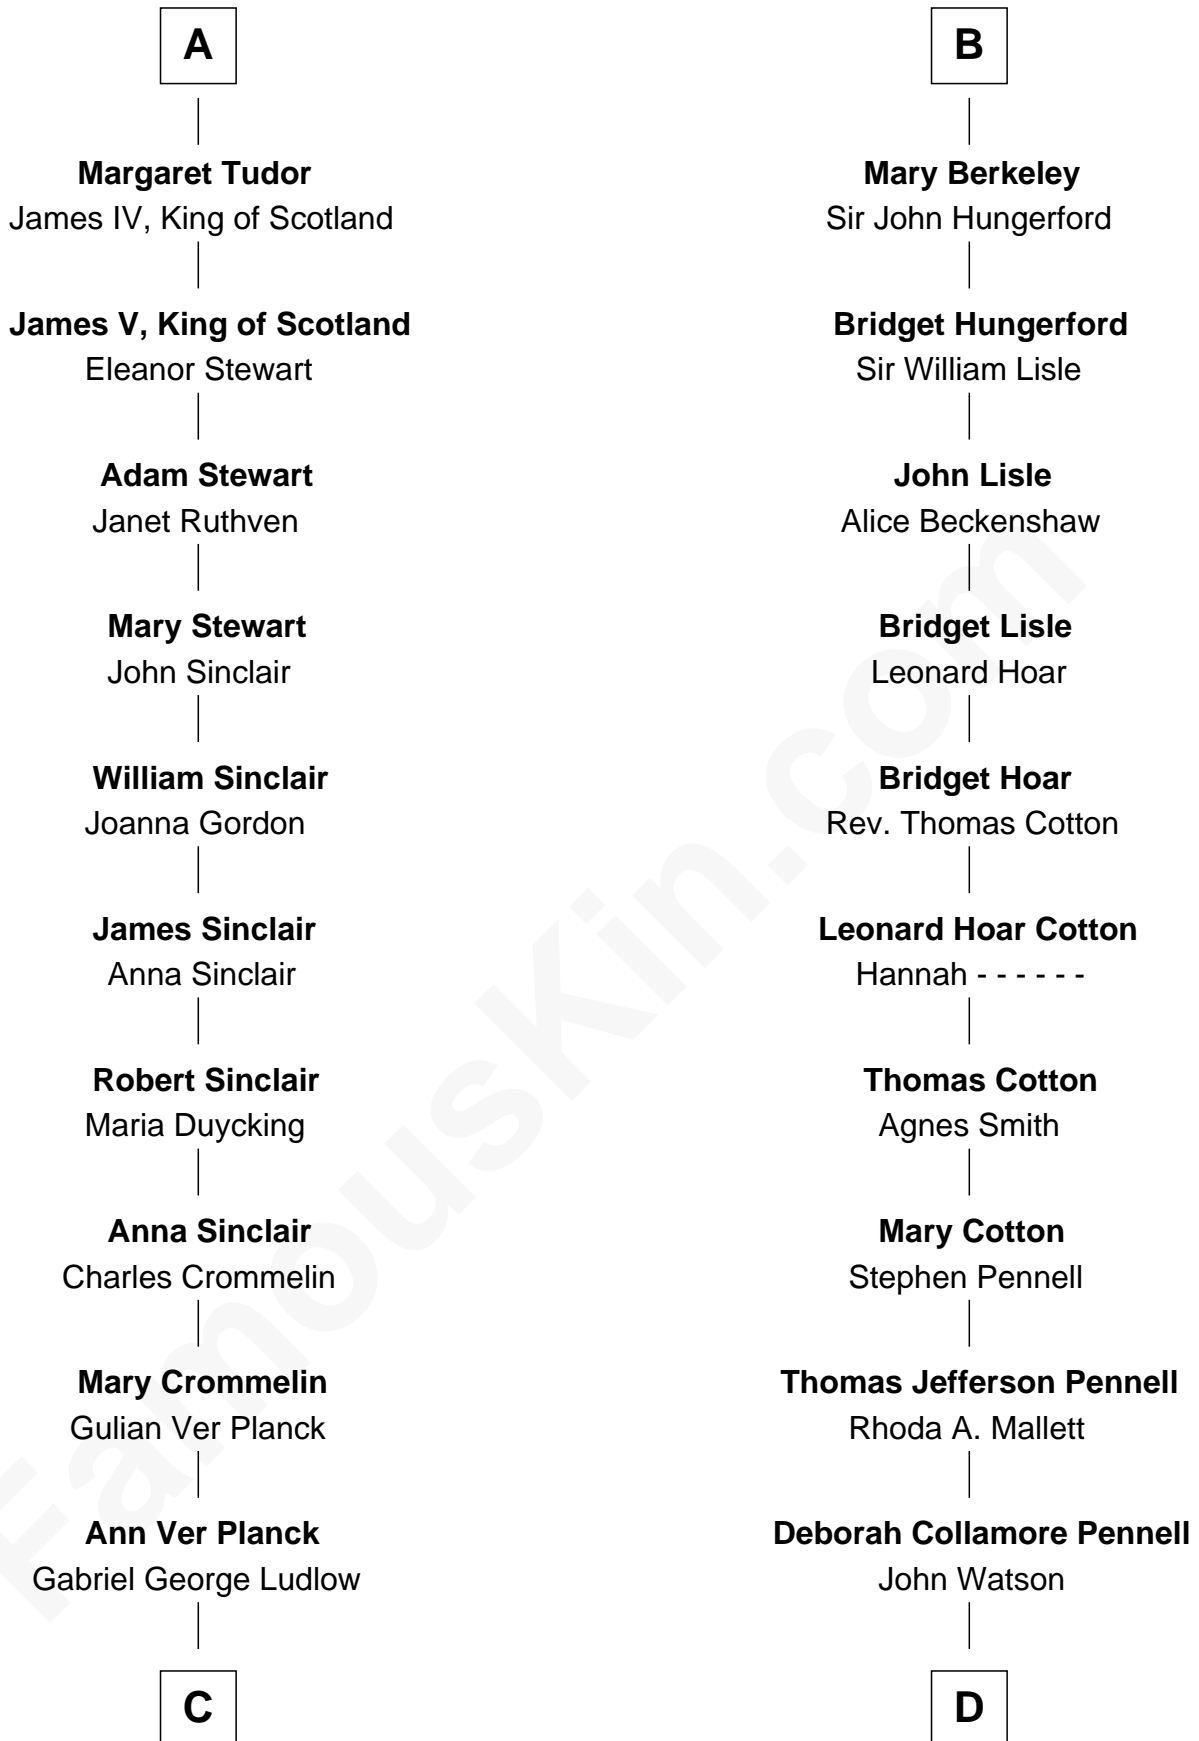 A
Margaret Tudor
James IV, King of Scotland
James V, King of Scotland
Eleanor Stewart
Adam Stewart
Janet Ruthven
Mary Stewart
John Sinclair
William Sinclair
Joanna Gordon
James Sinclair
Anna Sinclair
Robert Sinclair
Maria Duycking
Anna Sinclair
Charles Crommelin
Mary Crommelin
Gulian Ver Planck
Ann Ver Planck
Gabriel George Ludlow
C
B
Mary Berkeley
Sir John Hungerford
Bridget Hungerford
Sir William Lisle
John Lisle
Alice Beckenshaw
Bridget Lisle
Leonard Hoar
Bridget Hoar
Rev. Thomas Cotton
Leonard Hoar Cotton
Hannah - - - - - -
Thomas Cotton
Agnes Smith
Mary Cotton
Stephen Pennell
Thomas Jefferson Pennell
Rhoda A. Mallett
Deborah Collamore Pennell
John Watson
D
FamousKin.com